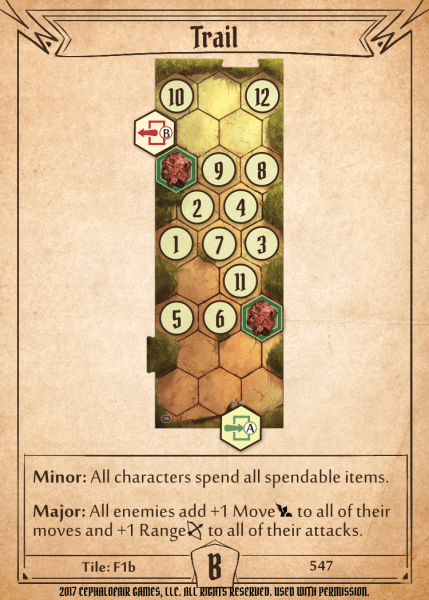 Trail
10 12
B
9 8
2 4
1 7 3
11
5 6
A
Minor: All characters spend all spendable items.
Major: All enemies add +1 Move to all of their
moves and +1 Range to all of their attacks.
Tile: F1b B 547
2017 CEPHALOFAIR GAMES, LLC. ALL RIGHTS RESERVED. USED WITH PERMISSION.